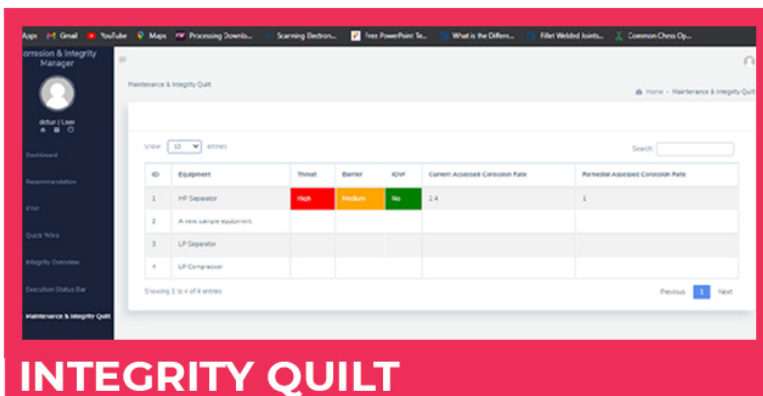 Apps Gmail YouTube Maps Processing Downlo... Scanning Electron... Free PowerPoint Te... What is the Differen... Fillet Welded Joints... Common Chess Op...
orrosion & Integrity
Manager
Maintenance & Integrity Quilt
Home - Maintenance & Integrity Quilt
User
Dashboard
Show 10 entries
Search:
ID Equipment Threat Barrier IOW Current Assessed Corrosion Rate Remedial Assessed Corrosion Rate
Recommendation
1 HP Separator High Medium No 2.4 1
IOW
2 A new sample equipment
Quick Wins
3 LP Separator
Integrity Overview
4 LP Compressor
Execution Status Bar
Showing 1 to 4 of 4 entries
Previous 1 Next
Maintenance & Integrity Quilt
INTEGRITY QUILT